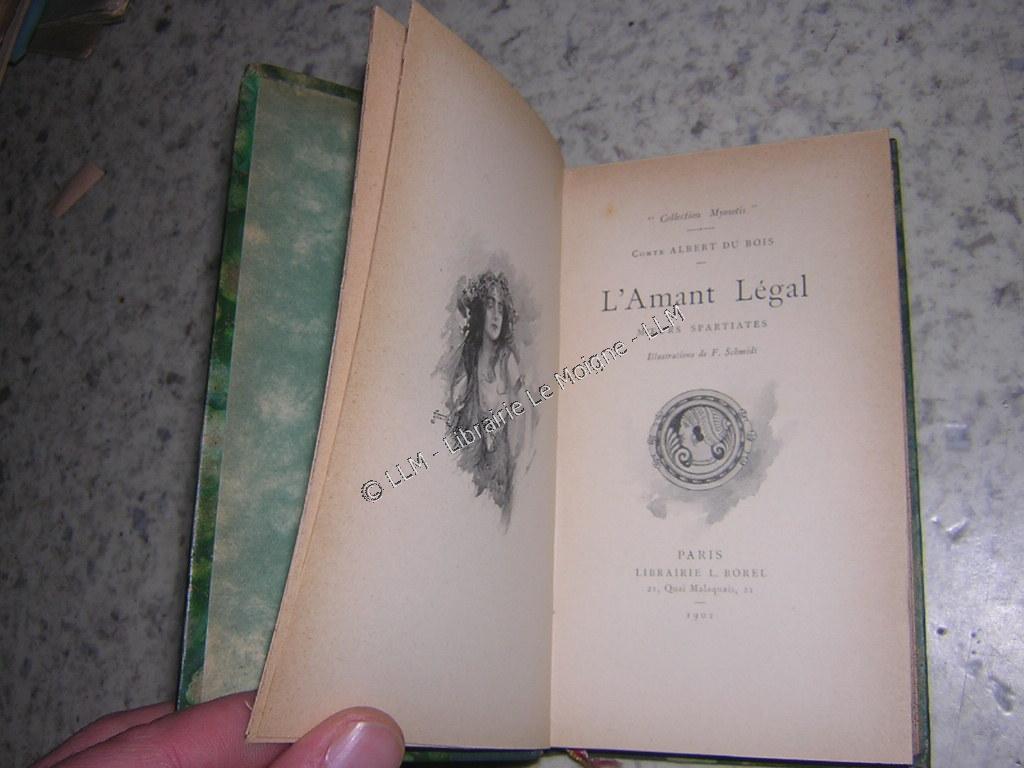 " Collection Myosotis "
COMTE ALBERT DU BOIS
L'Amant Légal
MŒURS SPARTIATES
Illustrations de F. Schmidt
PARIS
LIBRAIRIE L. BOREL
21, Quai Malaquais, 21
© LLM - Librairie Le Moigne - LLM